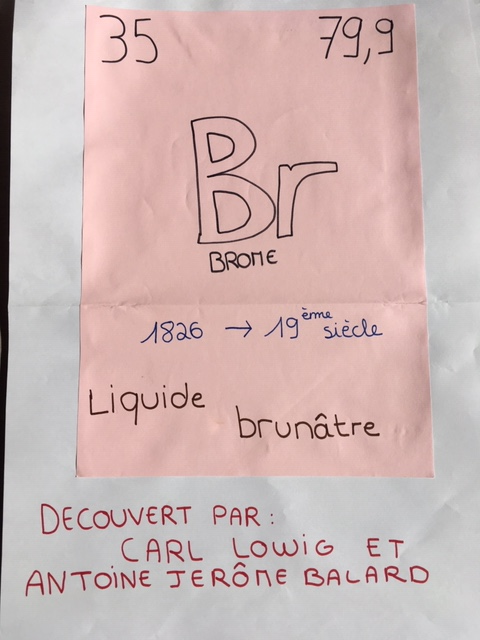 35 79,9
Br
BROME
1826 → 19ème siècle
Liquide
brunâtre
DECOUVERT PAR:
CARL LOWIG ET
ANTOINE JERÔME BALARD